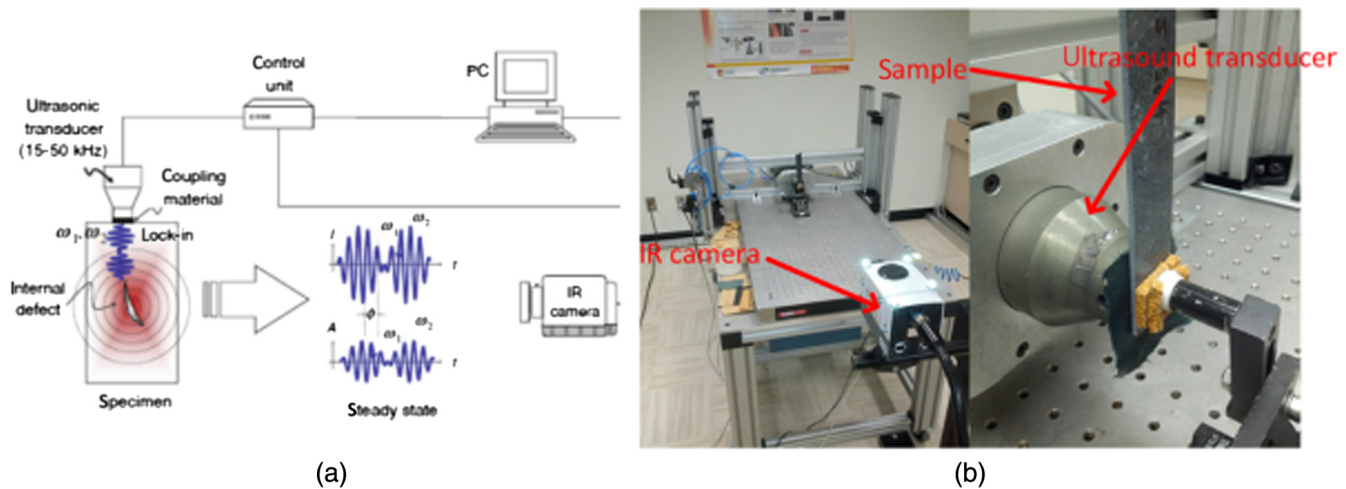 Control
unit
PC
Ultrasonic
transducer
(15-50 kHz)
Coupling
material
ω₁, ω₂
Lock-in
Internal
defect
Specimen
I
ω₁
ω₂
t
ϕ
A
ω₁
ω₂
t
Steady state
IR
camera
(a)
Sample
Ultrasound transducer
IR camera
(b)